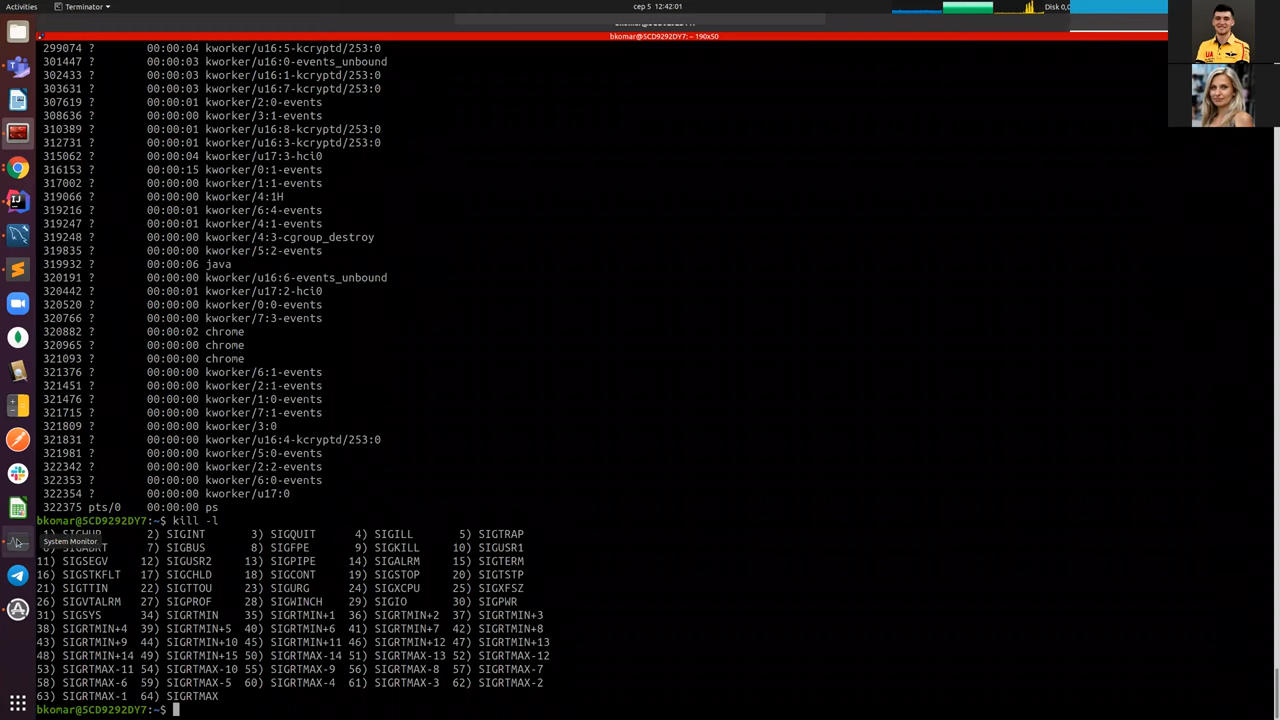 Activities
Terminator
сер 5 12:42:01
Disk 0,0
bkomar@5CD9292DY7: ~ 190x50
299074 ? 00:00:04 kworker/u16:5-kcryptd/253:0
301447 ? 00:00:03 kworker/u16:0-events_unbound
302433 ? 00:00:03 kworker/u16:1-kcryptd/253:0
303631 ? 00:00:03 kworker/u16:7-kcryptd/253:0
307619 ? 00:00:01 kworker/2:0-events
308636 ? 00:00:00 kworker/3:1-events
310389 ? 00:00:01 kworker/u16:8-kcryptd/253:0
312731 ? 00:00:01 kworker/u16:3-kcryptd/253:0
315062 ? 00:00:04 kworker/u17:3-hci0
316153 ? 00:00:15 kworker/0:1-events
317002 ? 00:00:00 kworker/1:1-events
319066 ? 00:00:00 kworker/4:1H
319216 ? 00:00:01 kworker/6:4-events
319247 ? 00:00:01 kworker/4:1-events
319248 ? 00:00:00 kworker/4:3-cgroup_destroy
319835 ? 00:00:00 kworker/5:2-events
319932 ? 00:00:06 java
320191 ? 00:00:00 kworker/u16:6-events_unbound
320442 ? 00:00:01 kworker/u17:2-hci0
320520 ? 00:00:00 kworker/0:0-events
320766 ? 00:00:00 kworker/7:3-events
320882 ? 00:00:02 chrome
320965 ? 00:00:00 chrome
321093 ? 00:00:00 chrome
321376 ? 00:00:00 kworker/6:1-events
321451 ? 00:00:00 kworker/2:1-events
321476 ? 00:00:00 kworker/1:0-events
321715 ? 00:00:00 kworker/7:1-events
321809 ? 00:00:00 kworker/3:0
321831 ? 00:00:00 kworker/u16:4-kcryptd/253:0
321981 ? 00:00:00 kworker/5:0-events
322342 ? 00:00:00 kworker/2:2-events
322353 ? 00:00:00 kworker/6:0-events
322354 ? 00:00:00 kworker/u17:0
322375 pts/0 00:00:00 ps
bkomar@5CD9292DY7:~$ kill -l
1) SIGHUP 2) SIGINT 3) SIGQUIT 4) SIGILL 5) SIGTRAP
System Monitor
7) SIGBUS 8) SIGFPE 9) SIGKILL 10) SIGUSR1
11) SIGSEGV 12) SIGUSR2 13) SIGPIPE 14) SIGALRM 15) SIGTERM
16) SIGSTKFLT 17) SIGCHLD 18) SIGCONT 19) SIGSTOP 20) SIGTSTP
21) SIGTTIN 22) SIGTTOU 23) SIGURG 24) SIGXCPU 25) SIGXFSZ
26) SIGVTALRM 27) SIGPROF 28) SIGWINCH 29) SIGIO 30) SIGPWR
31) SIGSYS 34) SIGRTMIN 35) SIGRTMIN+1 36) SIGRTMIN+2 37) SIGRTMIN+3
38) SIGRTMIN+4 39) SIGRTMIN+5 40) SIGRTMIN+6 41) SIGRTMIN+7 42) SIGRTMIN+8
43) SIGRTMIN+9 44) SIGRTMIN+10 45) SIGRTMIN+11 46) SIGRTMIN+12 47) SIGRTMIN+13
48) SIGRTMIN+14 49) SIGRTMIN+15 50) SIGRTMAX-14 51) SIGRTMAX-13 52) SIGRTMAX-12
53) SIGRTMAX-11 54) SIGRTMAX-10 55) SIGRTMAX-9 56) SIGRTMAX-8 57) SIGRTMAX-7
58) SIGRTMAX-6 59) SIGRTMAX-5 60) SIGRTMAX-4 61) SIGRTMAX-3 62) SIGRTMAX-2
63) SIGRTMAX-1 64) SIGRTMAX
bkomar@5CD9292DY7:~$